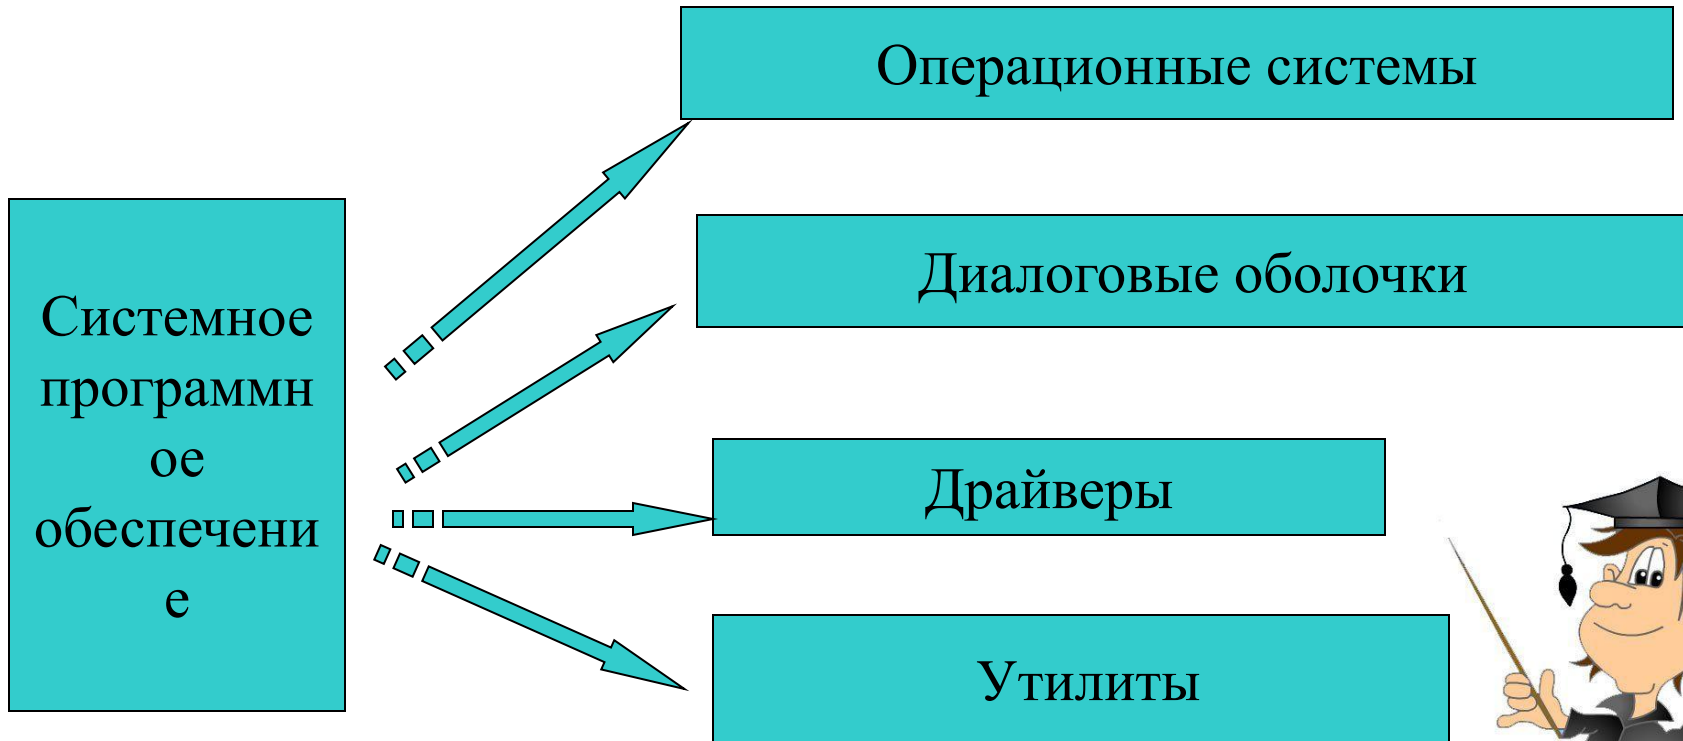 Операционные системы
Диалоговые оболочки
Системное
программн
ое
обеспечени
е
Драйверы
Утилиты